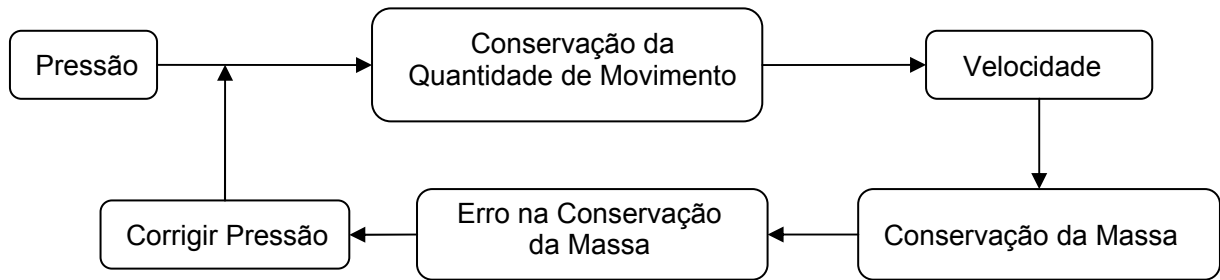 Pressão
Conservação da
Quantidade de Movimento
Velocidade
Corrigir Pressão
Erro na Conservação
da Massa
Conservação da Massa